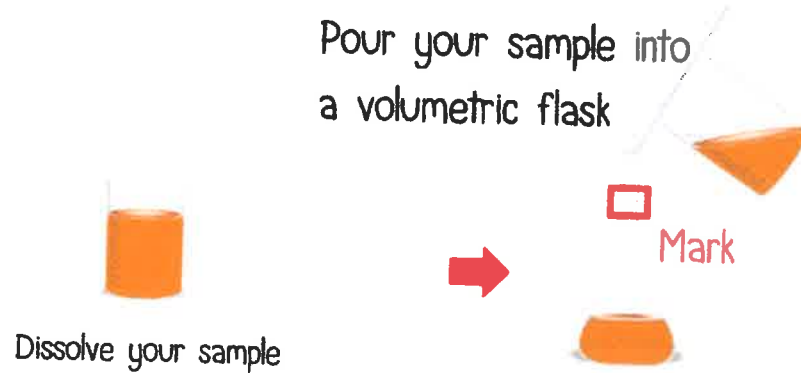 Pour your sample into
a volumetric flask
Mark
Dissolve your sample